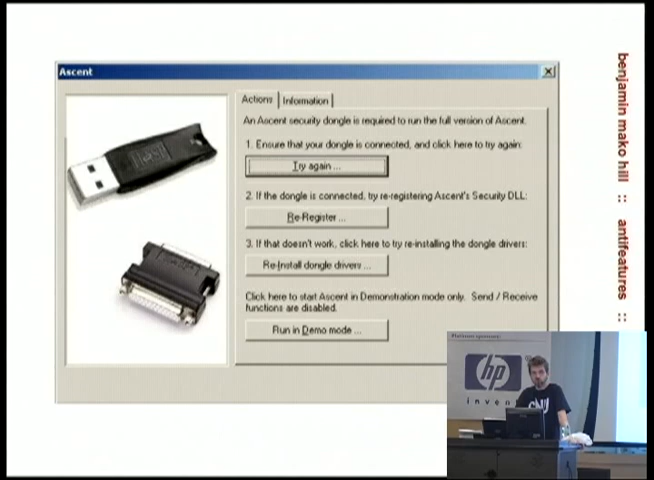 Ascent
Actions
Information
An Ascent security dongle is required to run the full version of Ascent.
1. Ensure that your dongle is connected, and click here to try again:
Try again ...
2. If the dongle is connected, try re-registering Ascent's Security DLL:
Re-Register ...
3. If that doesn't work, click here to try re-installing the dongle drivers:
Re-Install dongle drivers ...
Click here to start Ascent in Demonstration mode only. Send / Receive
functions are disabled.
Run in Demo mode ...
benjamin mako hill :: antifeatures ::
Platinum sponsors:
hp
inven
GNU